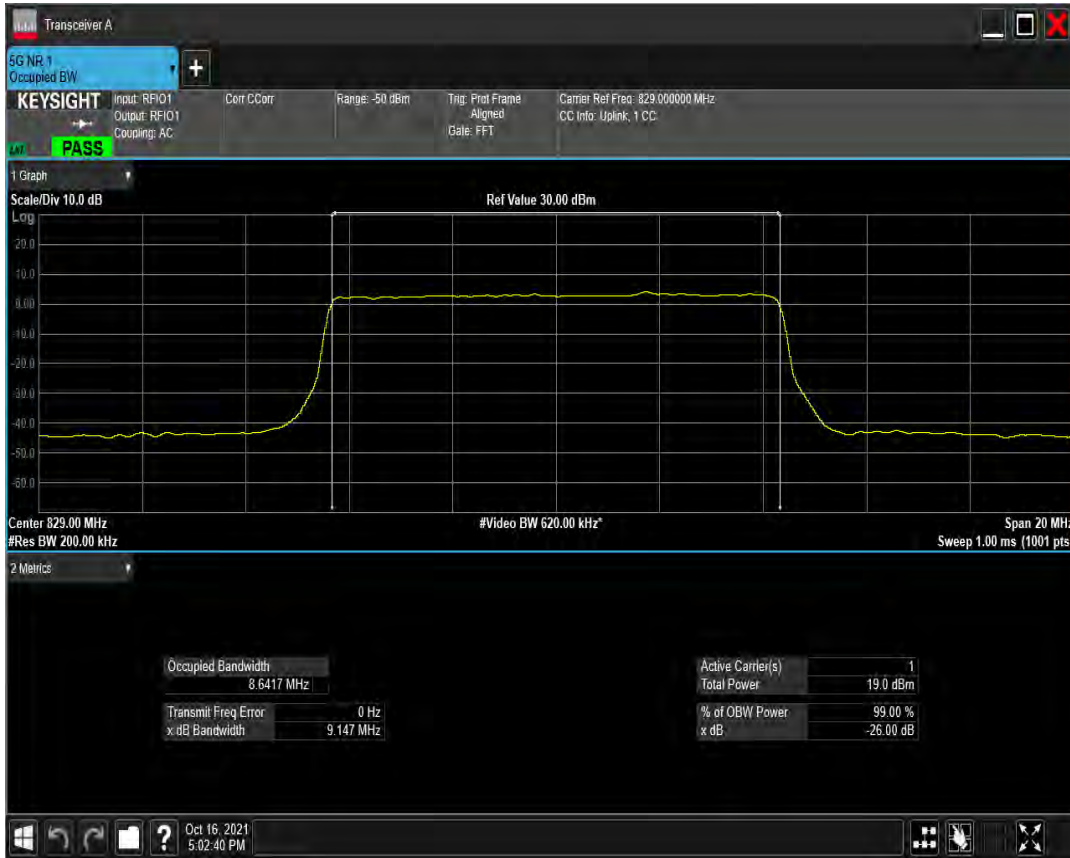 Transceiver A
5G NR 1
Occupied BW
+
KEYSIGHT
Input: RFIO1
Output: RFIO1
Coupling: AC
Corr CCorr
Range: -50 dBm
Trig: Prot Frame
Aligned
Gate: FFT
Carrier Ref Freq: 829.000000 MHz
CC Info: Uplink, 1 CC
PASS
1 Graph
Scale/Div 10.0 dB
Ref Value 30.00 dBm
Log
20.0
10.0
0.00
-10.0
-20.0
-30.0
-40.0
-50.0
-60.0
Center 829.00 MHz
#Video BW 620.00 kHz*
Span 20 MHz
#Res BW 200.00 kHz
Sweep 1.00 ms (1001 pts
2 Metrics
Occupied Bandwidth
8.6417 MHz
Transmit Freq Error 0 Hz
x dB Bandwidth 9.147 MHz
Active Carrier(s) 1
Total Power 19.0 dBm
% of OBW Power 99.00 %
x dB -26.00 dB
?
Oct 16, 2021
5:02:40 PM